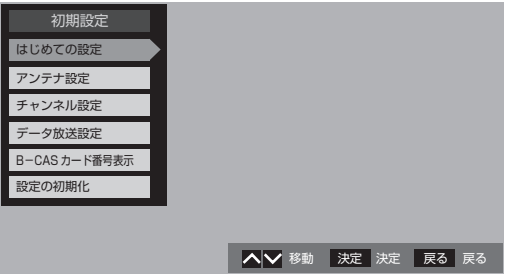 初期設定
はじめての設定
アンテナ設定
チャンネル設定
データ放送設定
B－CASカード番号表示
設定の初期化
移動 決定 決定 戻る 戻る